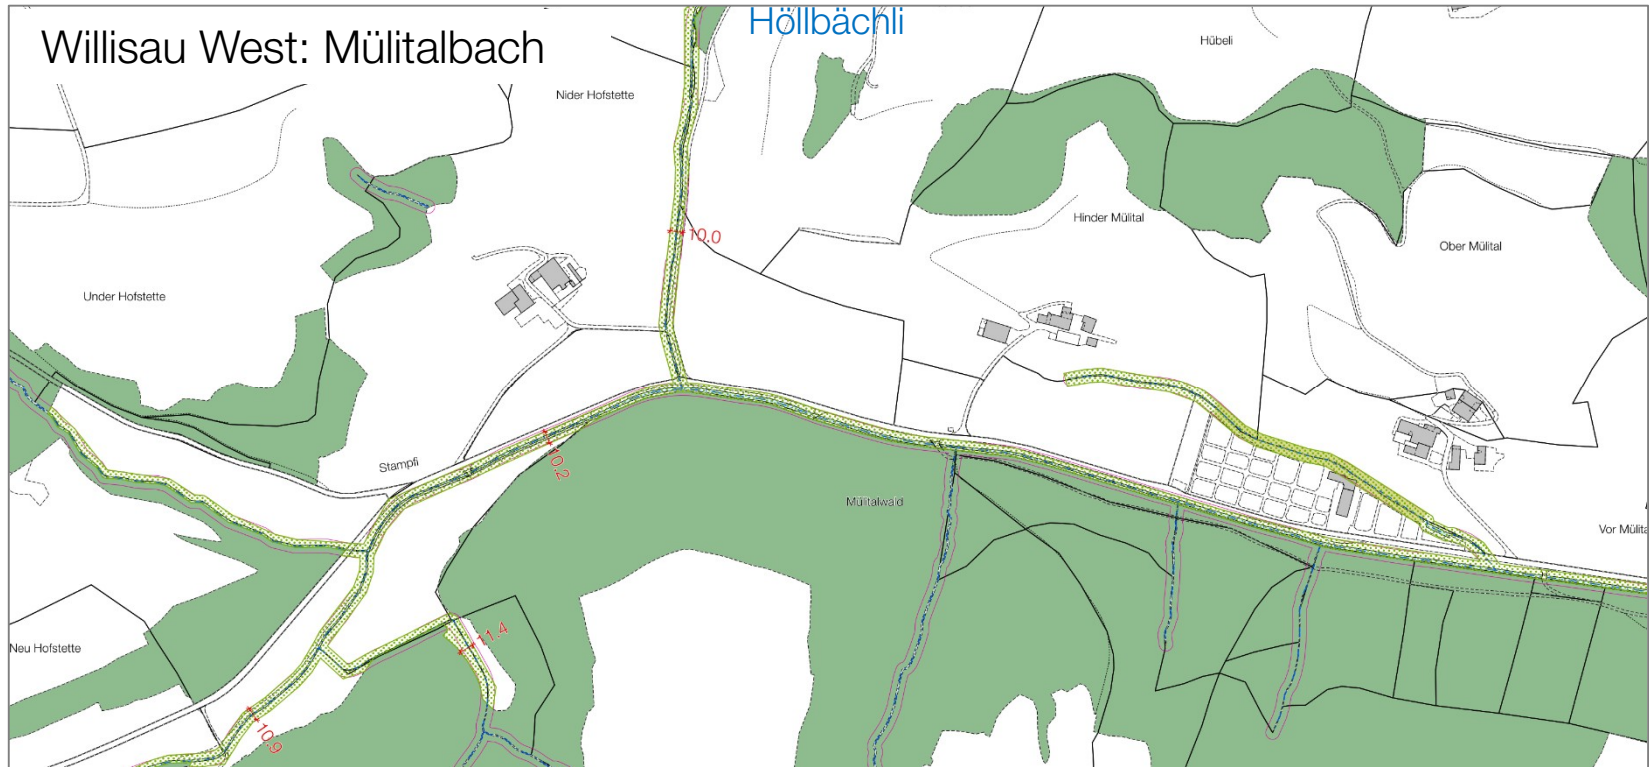 Höllbächli
Willisau West: Mülitalbach
Hübeli
Nider Hofstette
Hinder Mülital
10.0
Ober Mülital
Under Hofstette
Stampfi
10.2
Mülitalwald
Vor Mülita
11.4
Neu Hofstette
10.9